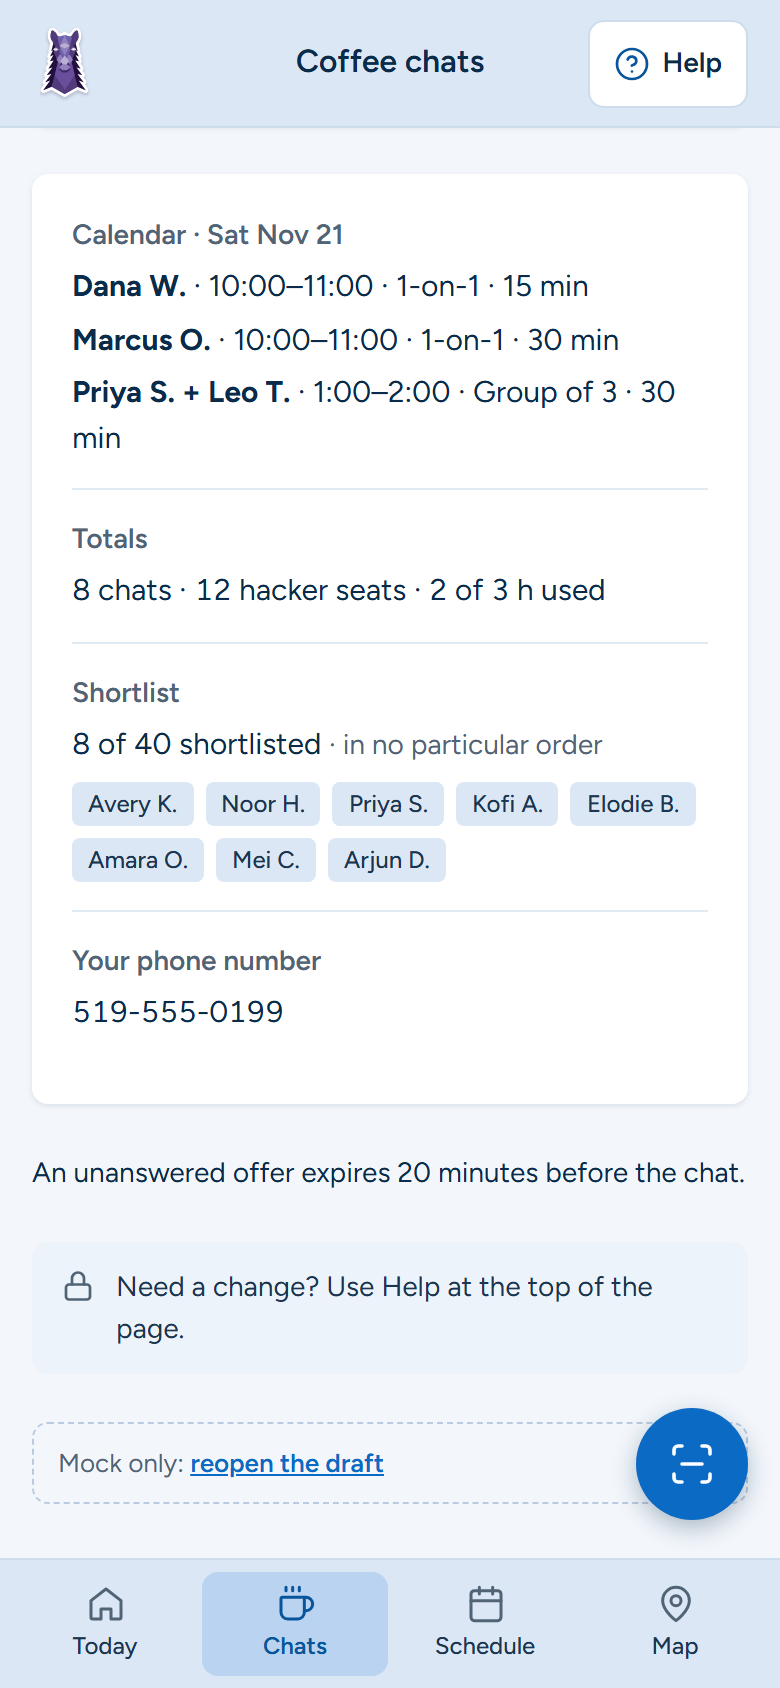 Coffee chats
Help
Calendar · Sat Nov 21
Dana W. · 10:00–11:00 · 1-on-1 · 15 min
Marcus O. · 10:00–11:00 · 1-on-1 · 30 min
Priya S. + Leo T. · 1:00–2:00 · Group of 3 · 30
min
Totals
8 chats · 12 hacker seats · 2 of 3 h used
Shortlist
8 of 40 shortlisted · in no particular order
Avery K. Noor H. Priya S. Kofi A. Elodie B.
Amara O. Mei C. Arjun D.
Your phone number
519-555-0199
An unanswered offer expires 20 minutes before the chat.
Need a change? Use Help at the top of the
page.
Mock only: reopen the draft
Today Chats Schedule Map